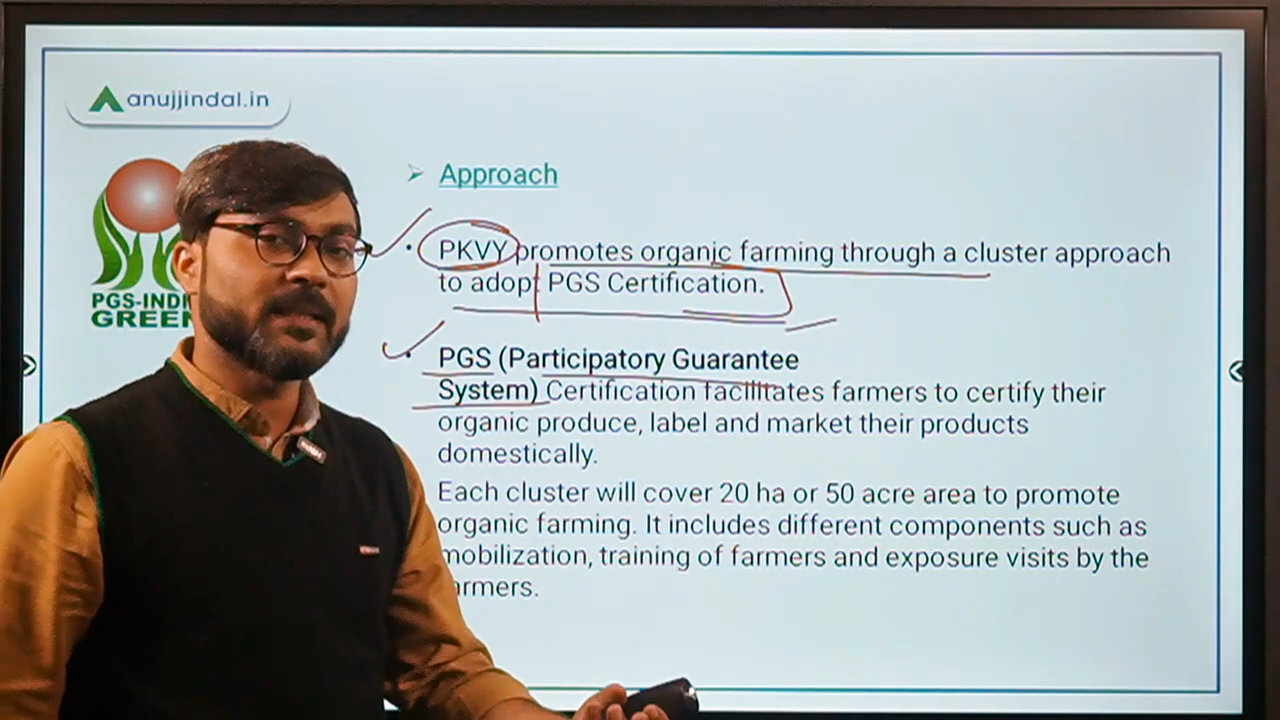 anujjindal.in
Approach
PKVY promotes organic farming through a cluster approach
to adopt PGS Certification.
PGS-INDI
GREEN
PGS (Participatory Guarantee
System) Certification facilitates farmers to certify their
organic produce, label and market their products
domestically.
Each cluster will cover 20 ha or 50 acre area to promote
organic farming. It includes different components such as
mobilization, training of farmers and exposure visits by the
armers.